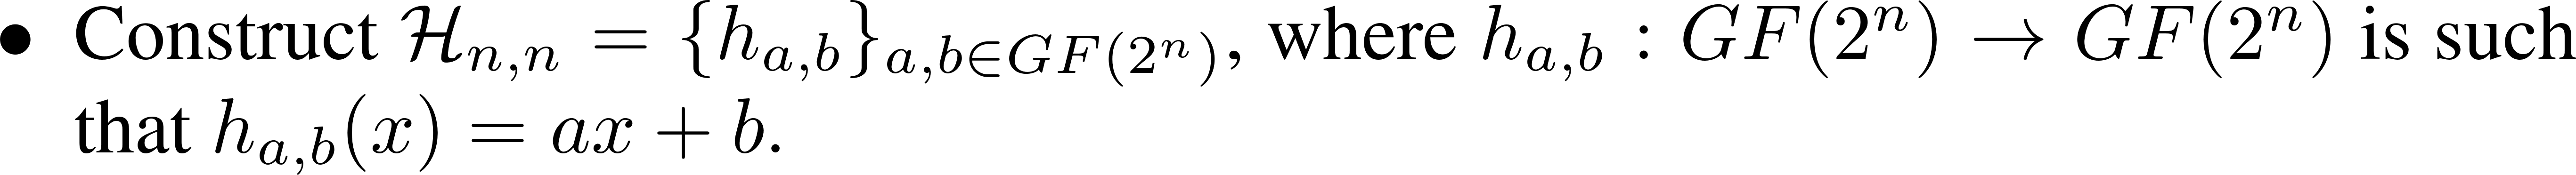 • Construct $\mathcal{H}_{n,n} = \{h_{a,b}\}_{a,b \in GF(2^n)}$, where $h_{a,b} : GF(2^n) \to GF(2^n)$ is such
that $h_{a,b}(x) = ax + b$.